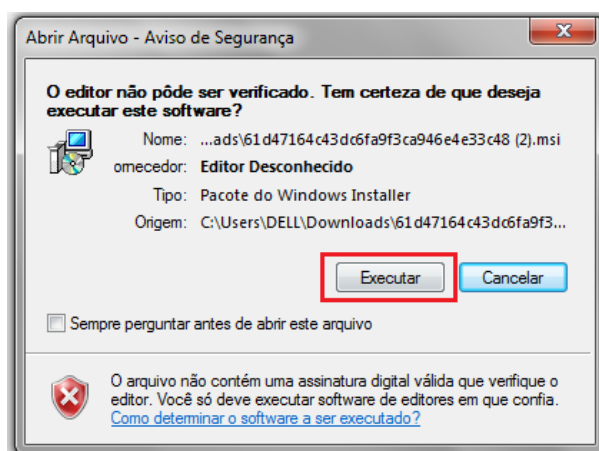 Abrir Arquivo - Aviso de Segurança
O editor não pôde ser verificado. Tem certeza de que deseja
executar este software?
Nome: ...ads\61d47164c43dc6fa9f3ca946e4e33c48 (2).msi
omecedor: Editor Desconhecido
Tipo: Pacote do Windows Installer
Origem: C:\Users\DELL\Downloads\61d47164c43dc6fa9f3...
Executar Cancelar
Sempre perguntar antes de abrir este arquivo
O arquivo não contém uma assinatura digital válida que verifique o
editor. Você só deve executar software de editores em que confia.
Como determinar o software a ser executado?